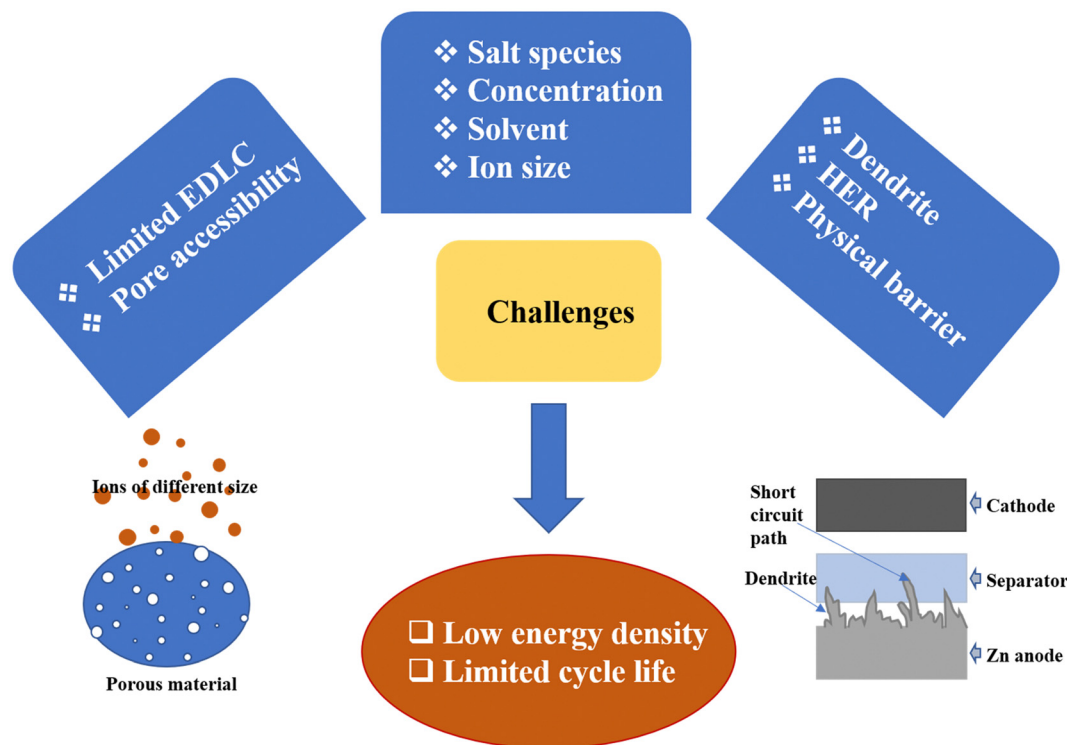 Salt species
Concentration
Solvent
Ion size
Limited EDLC
Pore accessibility
Dendrite
HER
Physical barrier
Challenges
Ions of different size
Porous material
Low energy density
Limited cycle life
Short
circuit
path
Dendrite
Cathode
Separator
Zn anode